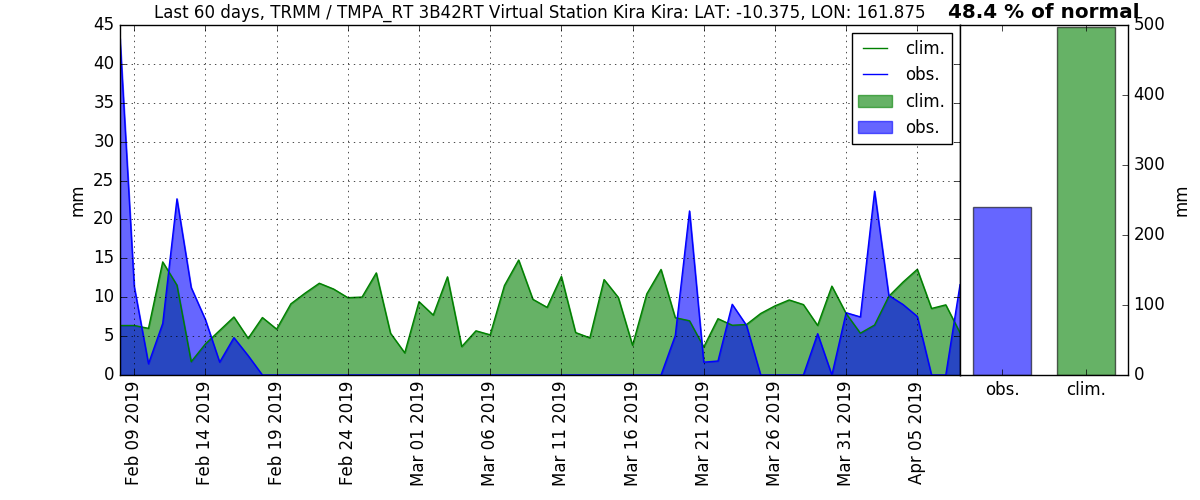 Last 60 days, TRMM / TMPA_RT 3B42RT Virtual Station Kira Kira: LAT: -10.375, LON: 161.875
48.4 % of normal
45
40
35
30
25
20
15
10
5
0
mm
clim.
obs.
clim.
obs.
Feb 09 2019
Feb 14 2019
Feb 19 2019
Feb 24 2019
Mar 01 2019
Mar 06 2019
Mar 11 2019
Mar 16 2019
Mar 21 2019
Mar 26 2019
Mar 31 2019
Apr 05 2019
500
400
300
200
100
0
mm
obs.
clim.